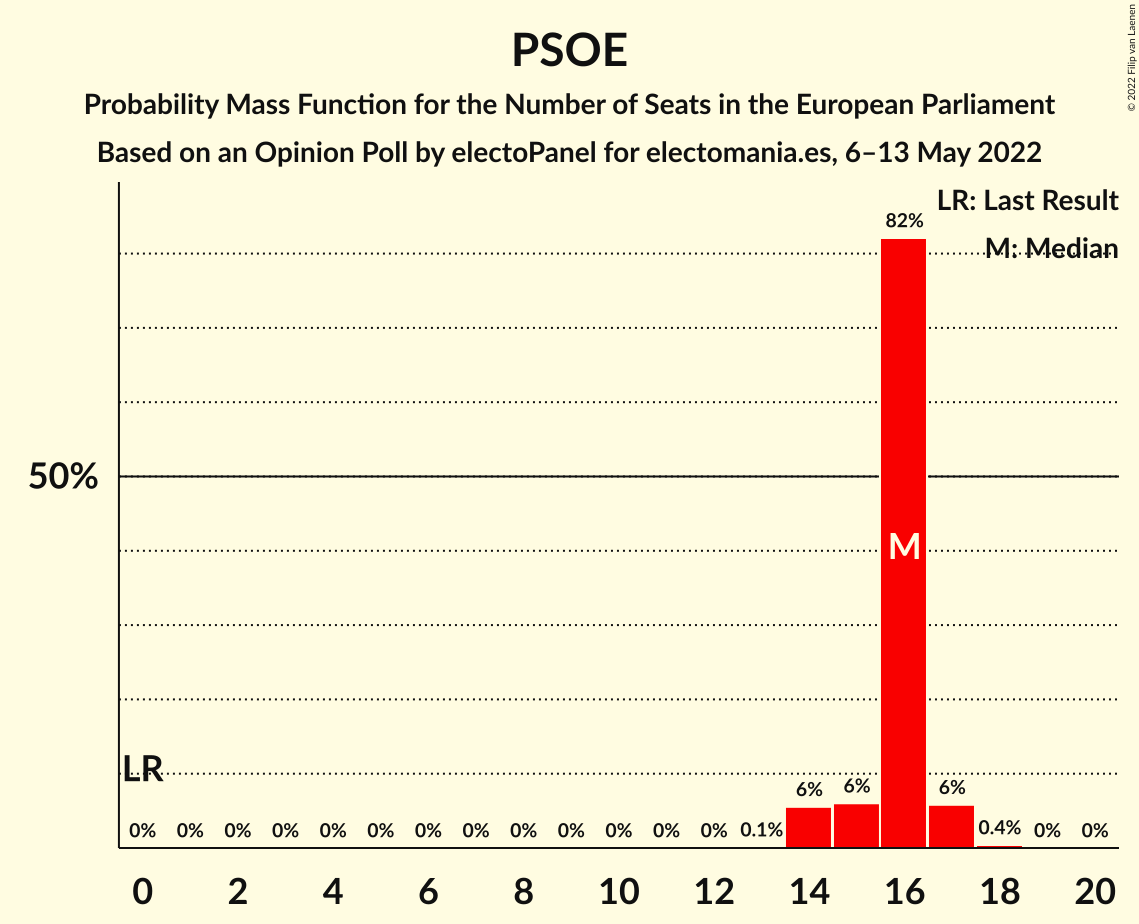 PSOE
Probability Mass Function for the Number of Seats in the European Parliament
Based on an Opinion Poll by electoPanel for electomania.es, 6–13 May 2022
© 2022 Filip van Laenen
LR: Last Result
M: Median
82%
50%
M
LR
0% 0% 0% 0% 0% 0% 0% 0% 0% 0% 0% 0% 0% 0.1% 6% 6% 6% 0.4% 0% 0%
0 2 4 6 8 10 12 14 16 18 20